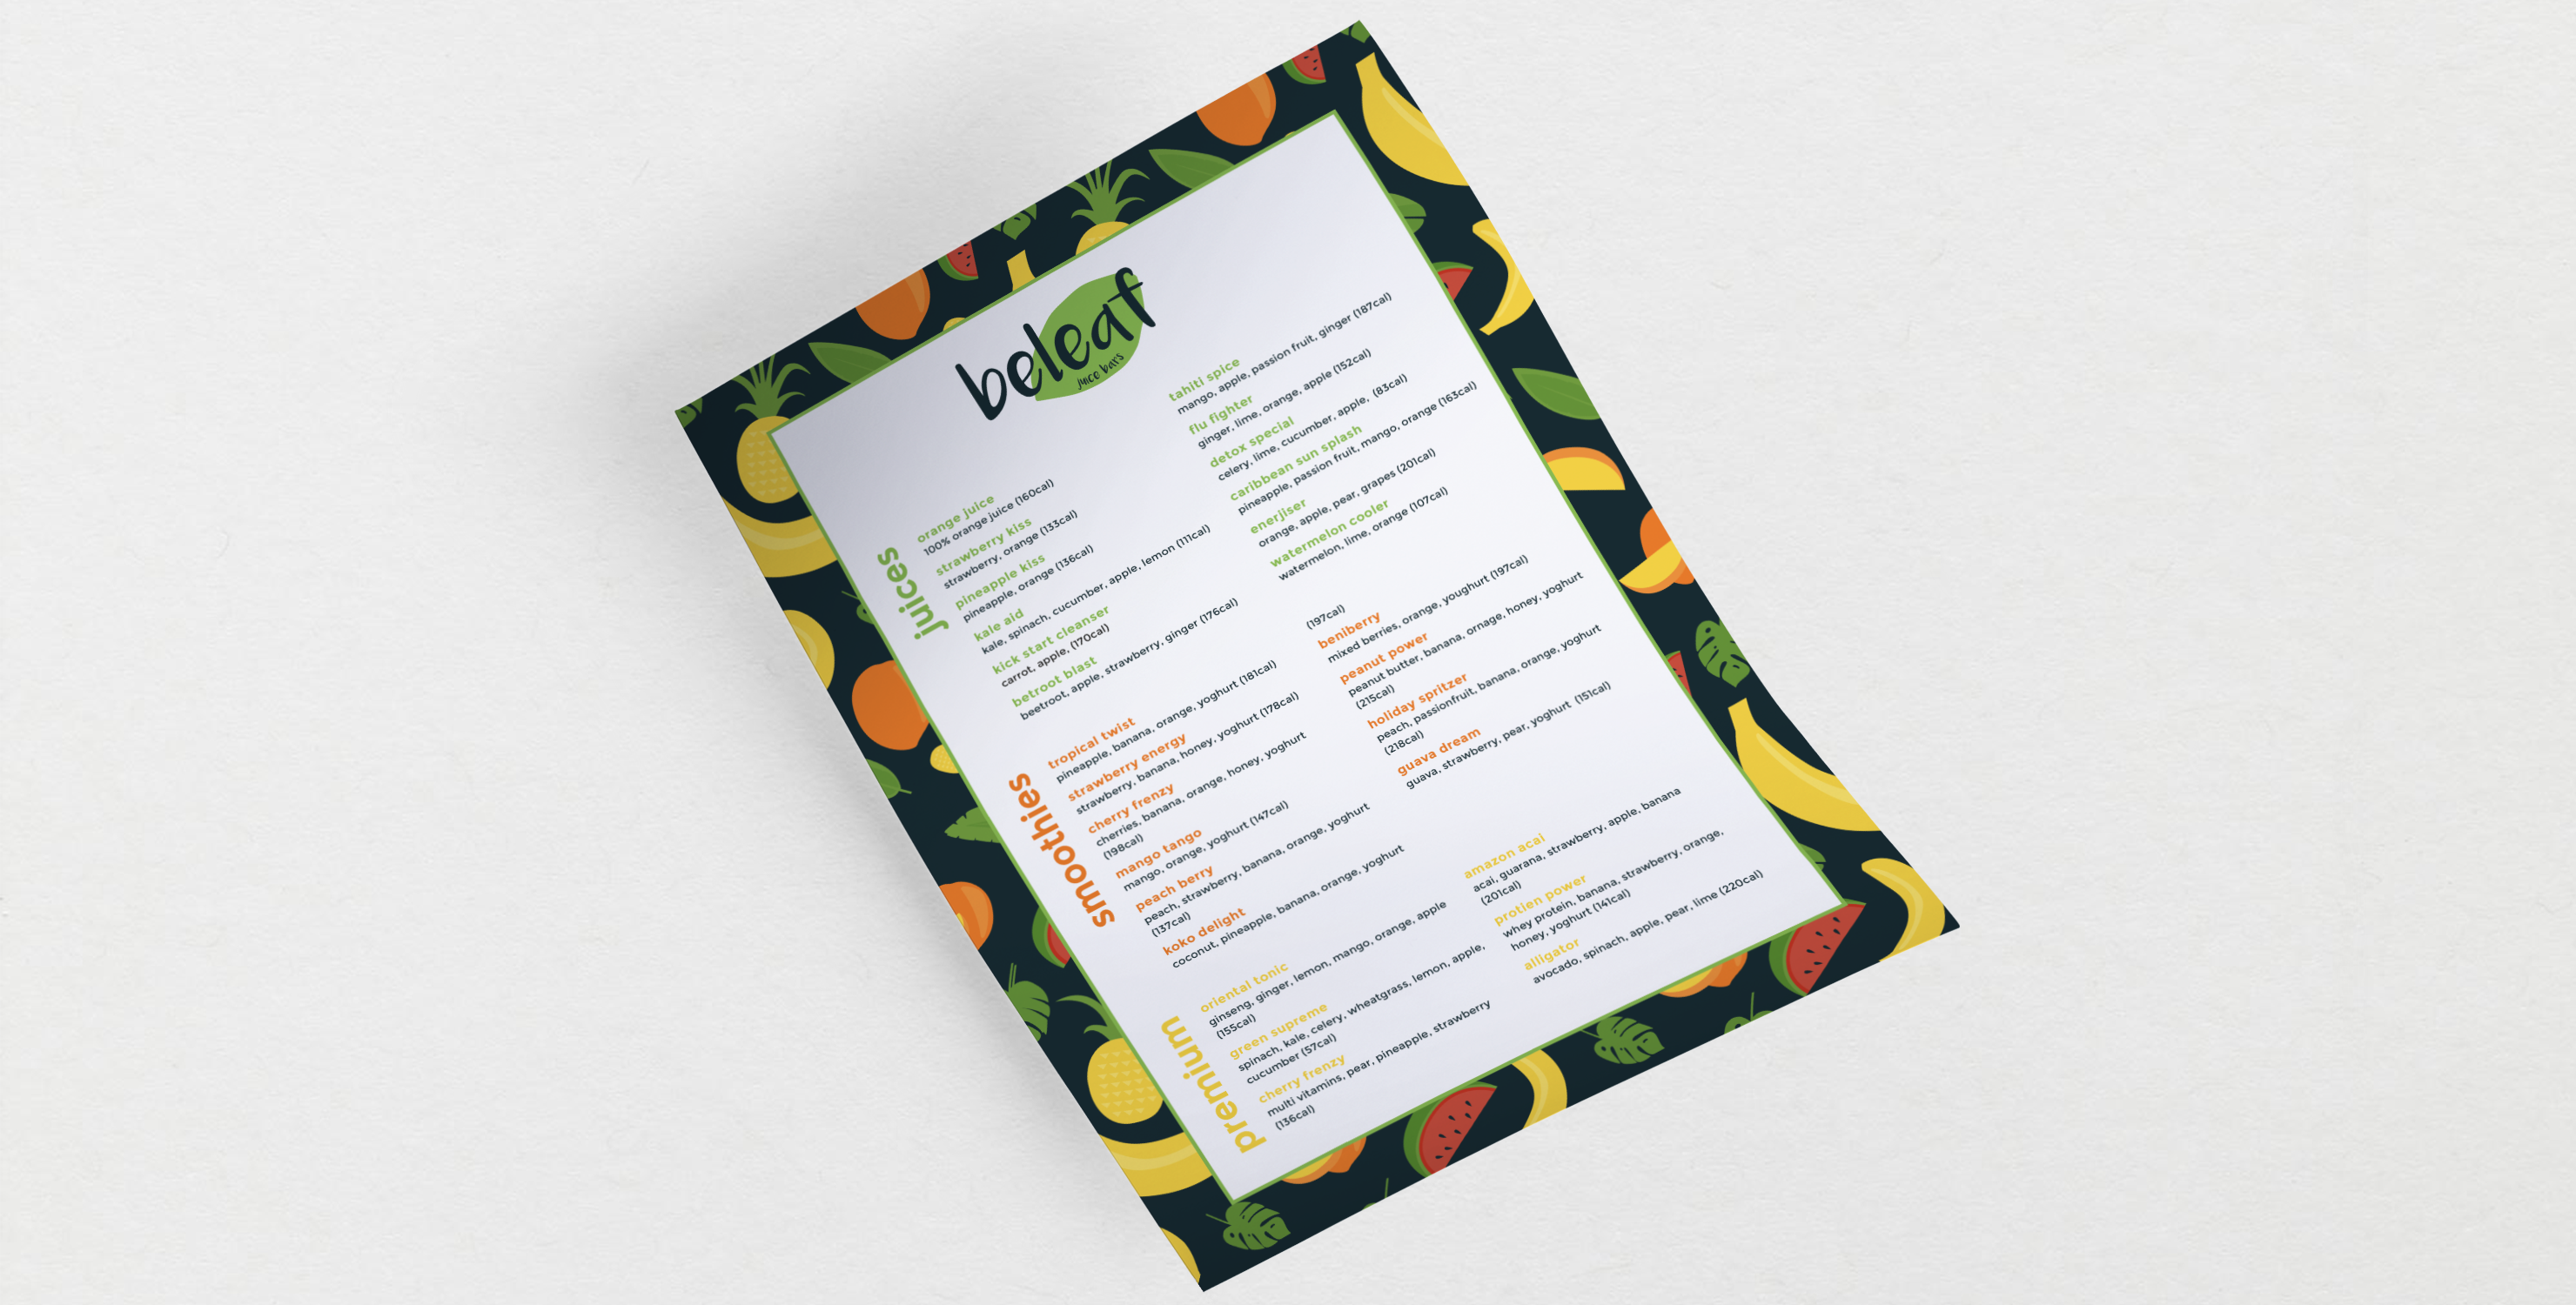 beleaf
juice bars
juices
orange juice
100% orange juice (160cal)
strawberry kiss
strawberry, orange (133cal)
pineapple kiss
pineapple, orange (136cal)
kale aid
kale, spinach, cucumber, apple, lemon (111cal)
kick start cleanser
carrot, apple, (170cal)
betroot blast
beetroot, apple, strawberry, ginger (176cal)
tahiti spice
mango, apple, passion fruit, ginger (187cal)
flu fighter
ginger, lime, orange, apple (152cal)
detox special
celery, lime, cucumber, apple, (83cal)
caribbean sun splash
pineapple, passion fruit, mango, orange (163cal)
enerjiser
orange, apple, pear, grapes (201cal)
watermelon cooler
watermelon, lime, orange (107cal)
smoothies
tropical twist
pineapple, banana, orange, yoghurt (181cal)
strawberry energy
strawberry, banana, honey, yoghurt (178cal)
cherry frenzy
cherries, banana, orange, honey, yoghurt
(198cal)
mango tango
mango, orange, yoghurt (147cal)
peach berry
peach, strawberry, banana, orange, yoghurt
(137cal)
koko delight
coconut, pineapple, banana, orange, yoghurt
(197cal)
beniberry
mixed berries, orange, youghurt (197cal)
peanut power
peanut butter, banana, ornage, honey, yoghurt
(215cal)
holiday spritzer
peach, passionfruit, banana, orange, yoghurt
(218cal)
guava dream
guava, strawberry, pear, yoghurt (151cal)
premium
oriental tonic
ginseng, ginger, lemon, mango, orange, apple
(155cal)
green supreme
spinach, kale, celery, wheatgrass, lemon, apple,
cucumber (57cal)
cherry frenzy
multi vitamins, pear, pineapple, strawberry
(136cal)
amazon acai
acai, guarana, strawberry, apple, banana
(201cal)
protien power
whey protein, banana, strawberry, orange,
honey, yoghurt (141cal)
alligator
avocado, spinach, apple, pear, lime (220cal)